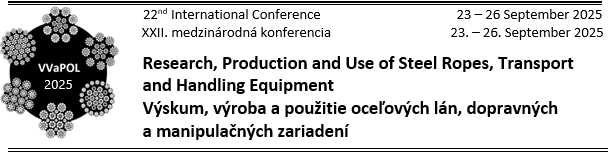 22nd International Conference 23 – 26 September 2025
XXII. medzinárodná konferencia 23. – 26. September 2025
VVaPOL
2025
Research, Production and Use of Steel Ropes, Transport
and Handling Equipment
Výskum, výroba a použitie oceľových lán, dopravných
a manipulačných zariadení